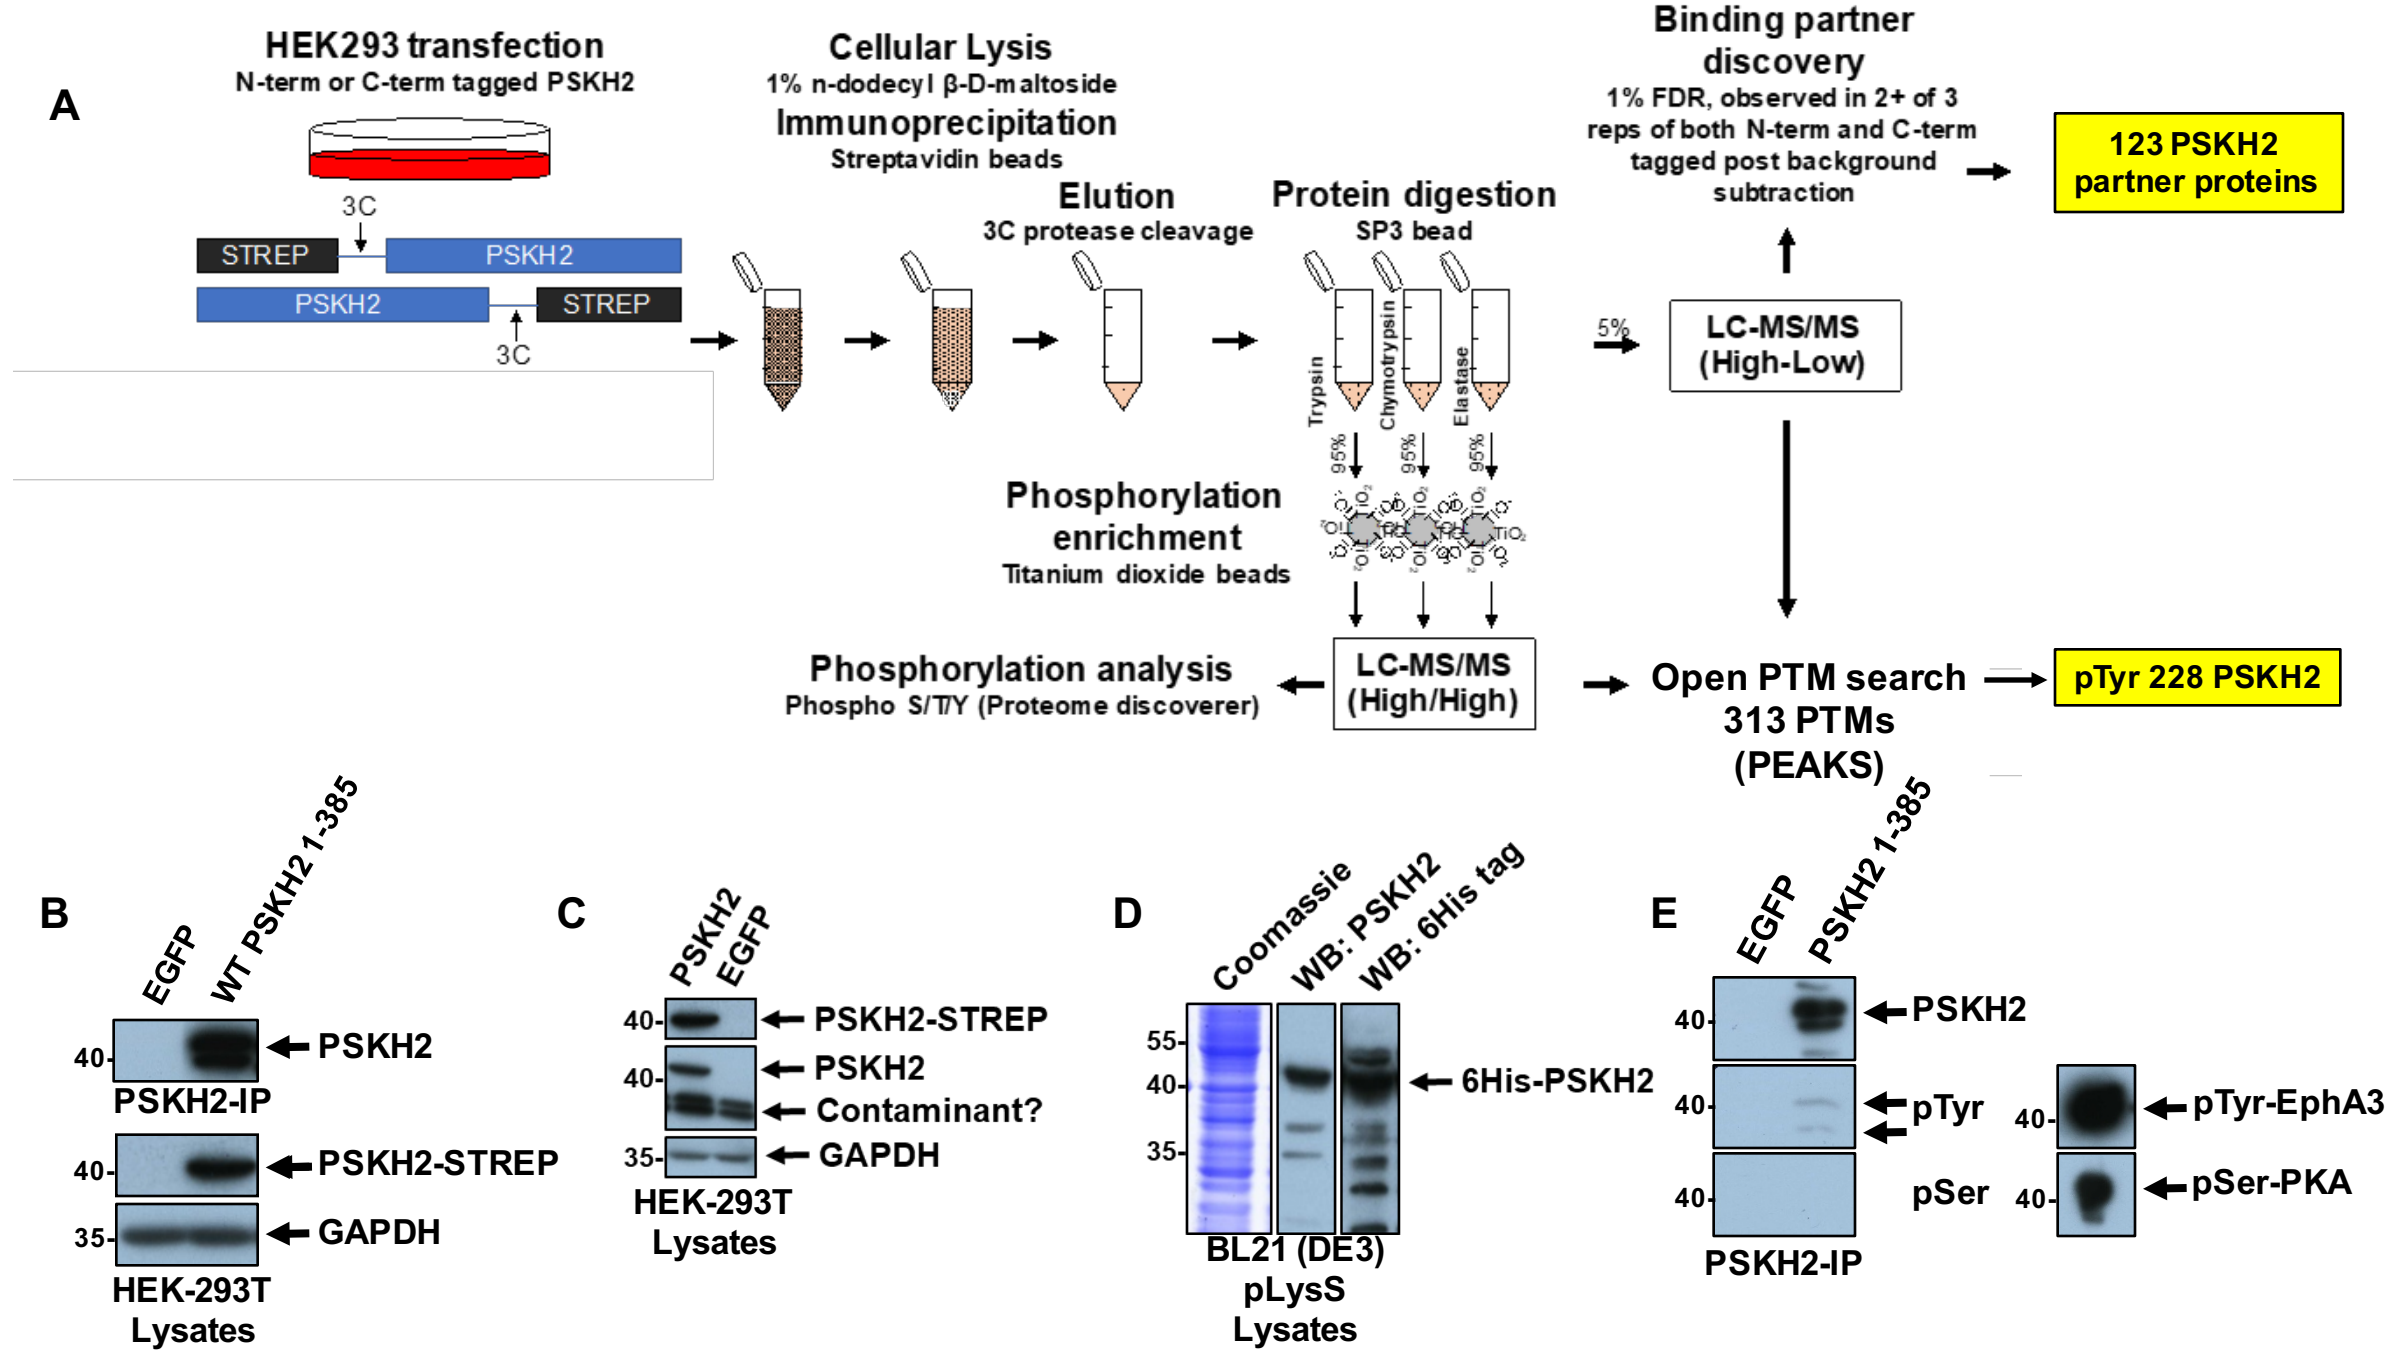 A
HEK293 transfection
N-term or C-term tagged PSKH2
3C
STREP
PSKH2
PSKH2
STREP
3C
Cellular Lysis
1% n-dodecyl β-D-maltoside
Immunoprecipitation
Streptavidin beads
Elution
3C protease cleavage
Protein digestion
SP3 bead
Trypsin
Chymotrypsin
Elastase
95%
95%
95%
5%
LC-MS/MS
(High-Low)
Binding partner
discovery
1% FDR, observed in 2+ of 3
reps of both N-term and C-term
tagged post background
subtraction
123 PSKH2
partner proteins
Phosphorylation
enrichment
Titanium dioxide beads
TiO2
TiO2
TiO2
TiO2
LC-MS/MS
(High/High)
Phosphorylation analysis
Phospho S/T/Y (Proteome discoverer)
Open PTM search
313 PTMs
(PEAKS)
pTyr 228 PSKH2
B
EGFP
WT PSKH2 1-385
40-
PSKH2
PSKH2-IP
40-
PSKH2-STREP
35-
GAPDH
HEK-293T
Lysates
C
PSKH2
EGFP
40-
PSKH2-STREP
40-
PSKH2
Contaminant?
35-
GAPDH
HEK-293T
Lysates
D
Coomassie
WB: PSKH2
WB: 6His tag
55-
40-
35-
6His-PSKH2
BL21 (DE3)
pLysS
Lysates
E
EGFP
PSKH2 1-385
40-
PSKH2
40-
pTyr
40-
pSer
PSKH2-IP
40-
pTyr-EphA3
40-
pSer-PKA